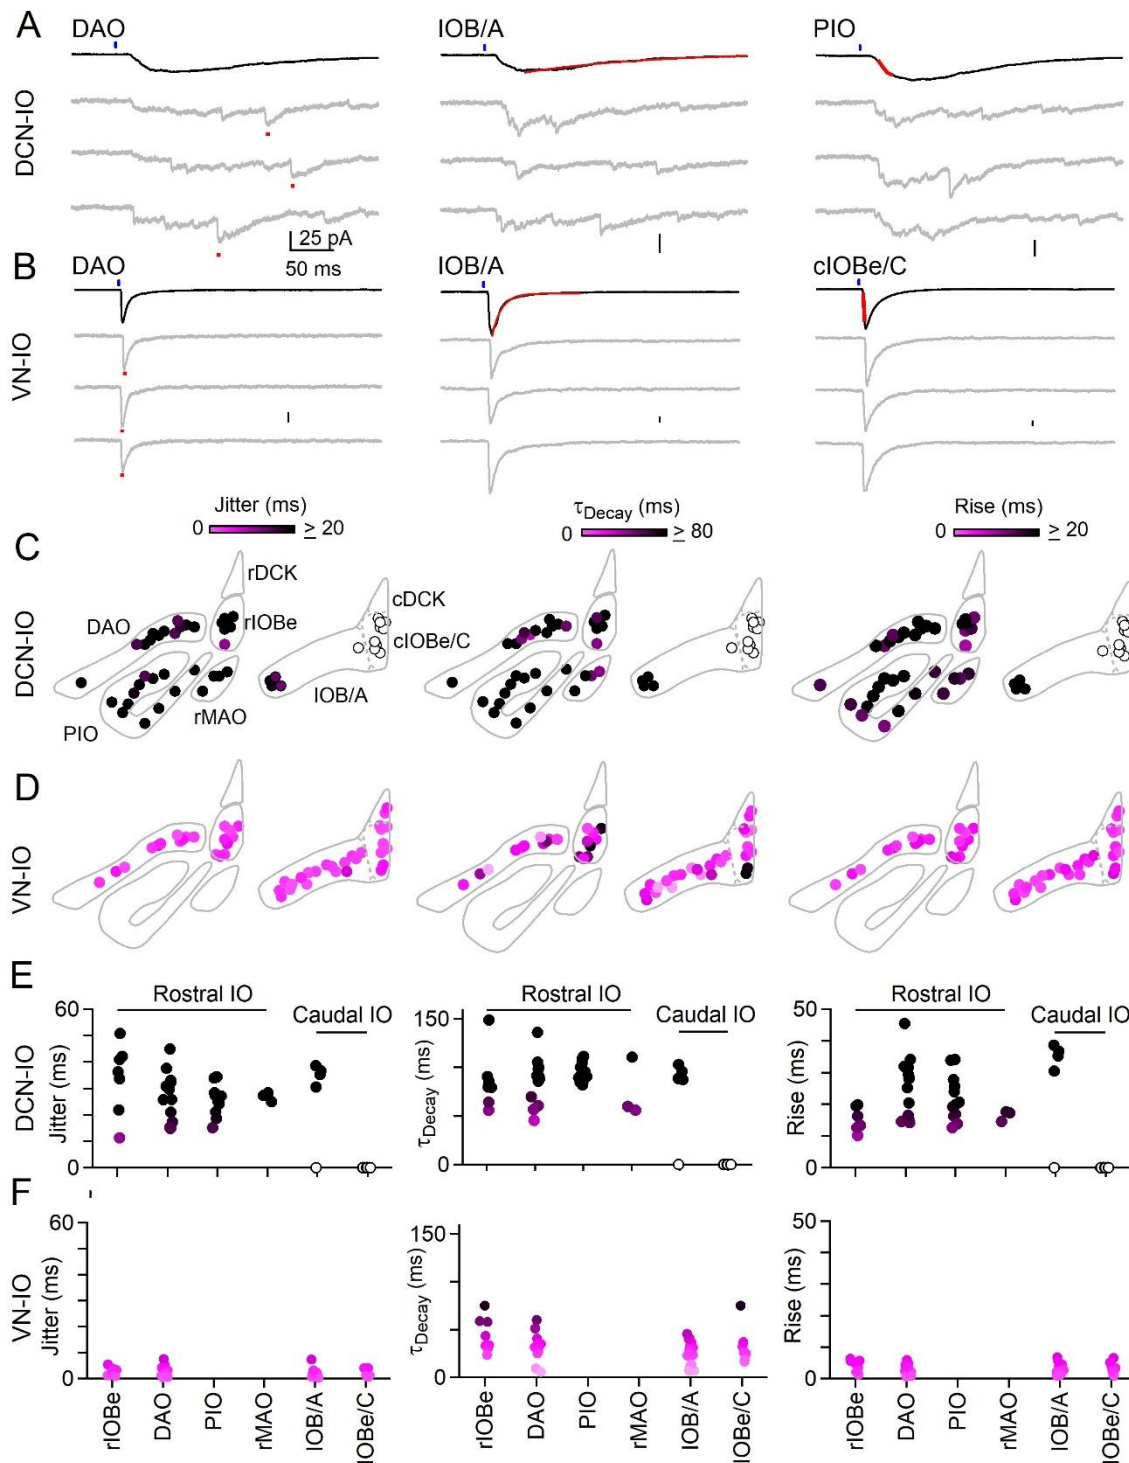 A
DAO
IOB/A
PIO
DCN-IO
25 pA
50 ms
B
DAO
IOB/A
cIOBe/C
VN-IO
Jitter (ms)
0 ≥ 20
τDecay (ms)
0 ≥ 80
Rise (ms)
0 ≥ 20
C
DCN-IO
rDCK
DAO
rIOBe
cDCK
cIOBe/C
IOB/A
rMAO
PIO
D
VN-IO
E
DCN-IO
Rostral IO
Caudal IO
60
Jitter (ms)
0
Rostral IO
Caudal IO
150
τDecay (ms)
0
Rostral IO
Caudal IO
50
Rise (ms)
0
F
VN-IO
60
Jitter (ms)
0
150
τDecay (ms)
0
50
Rise (ms)
0
rIOBe
DAO
PIO
rMAO
IOB/A
IOBe/C
rIOBe
DAO
PIO
rMAO
IOB/A
IOBe/C
rIOBe
DAO
PIO
rMAO
IOB/A
IOBe/C